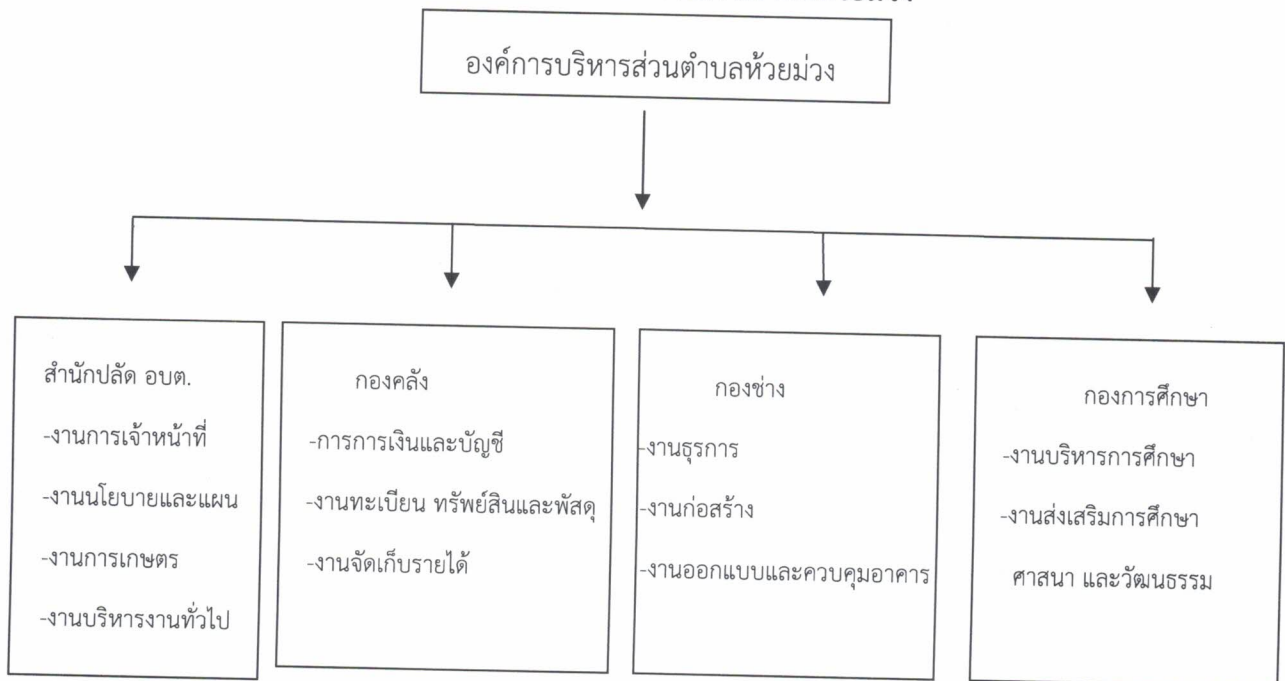 องค์การบริหารส่วนตำบลห้วยม่วง
สำนักปลัด อบต.
-งานการเจ้าหน้าที่
-งานนโยบายและแผน
-งานการเกษตร
-งานบริหารงานทั่วไป
กองคลัง
-การการเงินและบัญชี
-งานทะเบียน ทรัพย์สินและพัสดุ
-งานจัดเก็บรายได้
กองช่าง
-งานธุรการ
-งานก่อสร้าง
-งานออกแบบและควบคุมอาคาร
กองการศึกษา
-งานบริหารการศึกษา
-งานส่งเสริมการศึกษา
ศาสนา และวัฒนธรรม